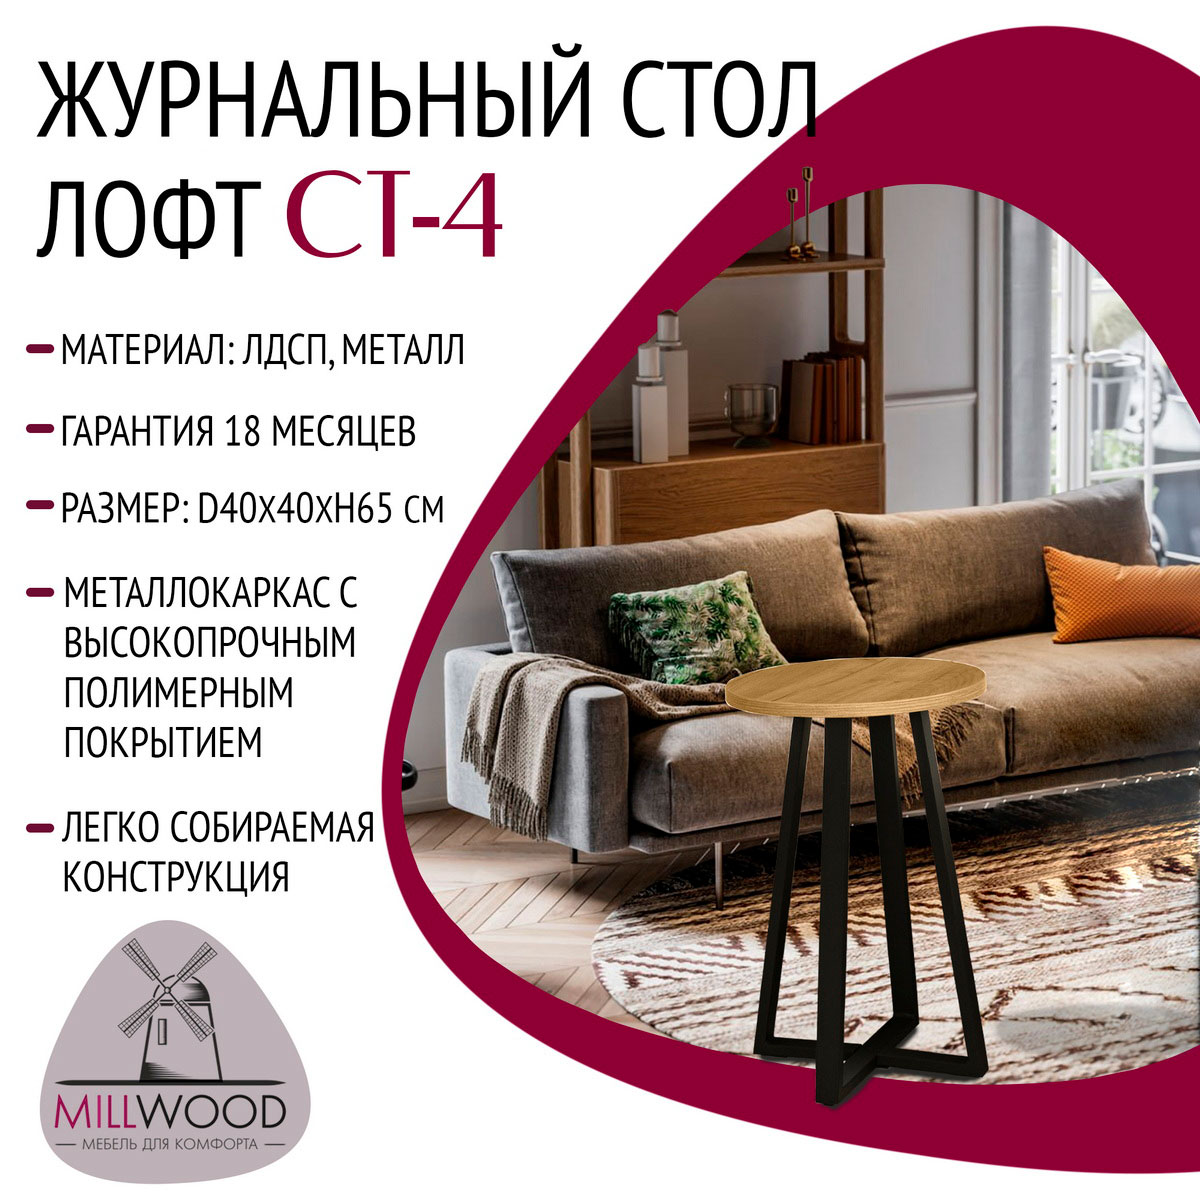 ЖУРНАЛЬНЫЙ СТОЛ
ЛОФТ СТ-4
МАТЕРИАЛ: ЛДСП, МЕТАЛЛ
ГАРАНТИЯ 18 МЕСЯЦЕВ
РАЗМЕР: D40х40хН65 см
МЕТАЛЛОКАРКАС С
ВЫСОКОПРОЧНЫМ
ПОЛИМЕРНЫМ
ПОКРЫТИЕМ
ЛЕГКО СОБИРАЕМАЯ
КОНСТРУКЦИЯ
MILLWOOD
— МЕБЕЛЬ ДЛЯ КОМФОРТА —